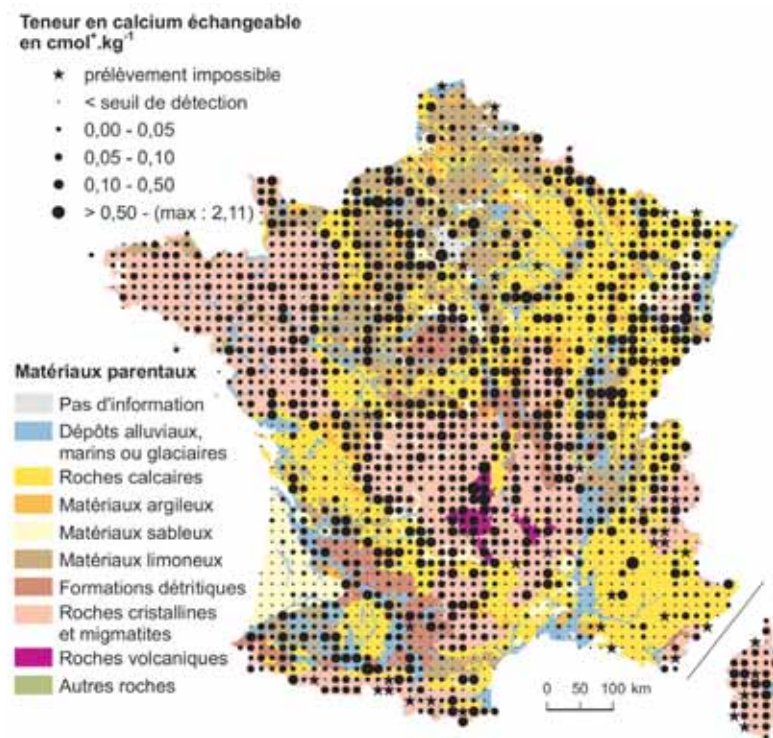 Teneur en calcium échangeable
en cmol⁺.kg⁻¹
★ prélèvement impossible
< seuil de détection
0,00 - 0,05
0,05 - 0,10
0,10 - 0,50
> 0,50 - (max : 2,11)
Matériaux parentaux
Pas d'information
Dépôts alluviaux,
marins ou glaciaires
Roches calcaires
Matériaux argileux
Matériaux sableux
Matériaux limoneux
Formations détritiques
Roches cristallines
et migmatites
Roches volcaniques
Autres roches
0 50 100 km